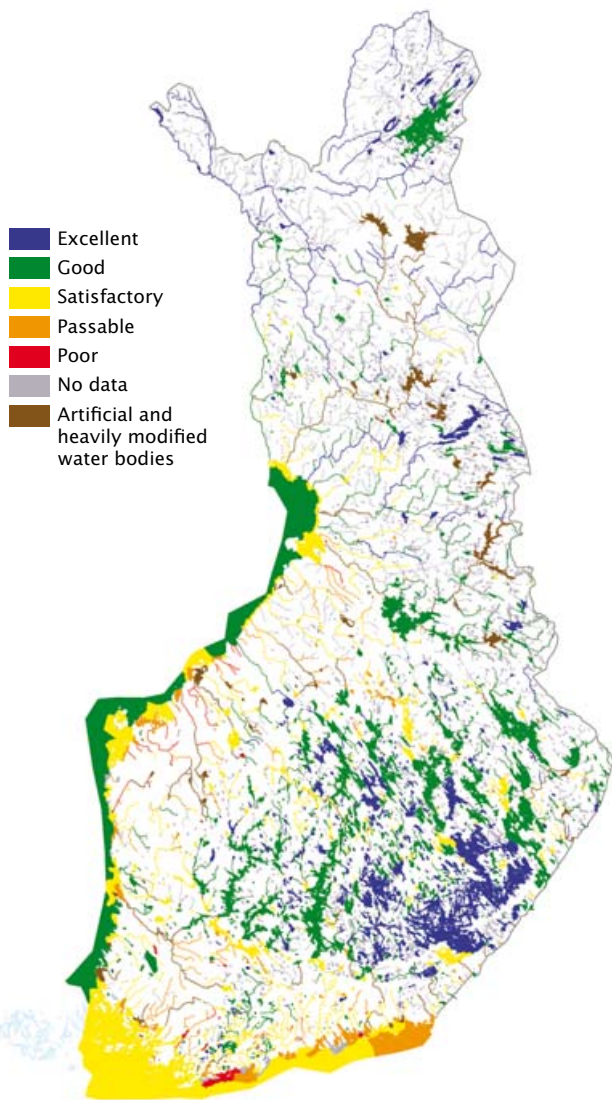 Excellent
Good
Satisfactory
Passable
Poor
No data
Artificial and
heavily modified
water bodies